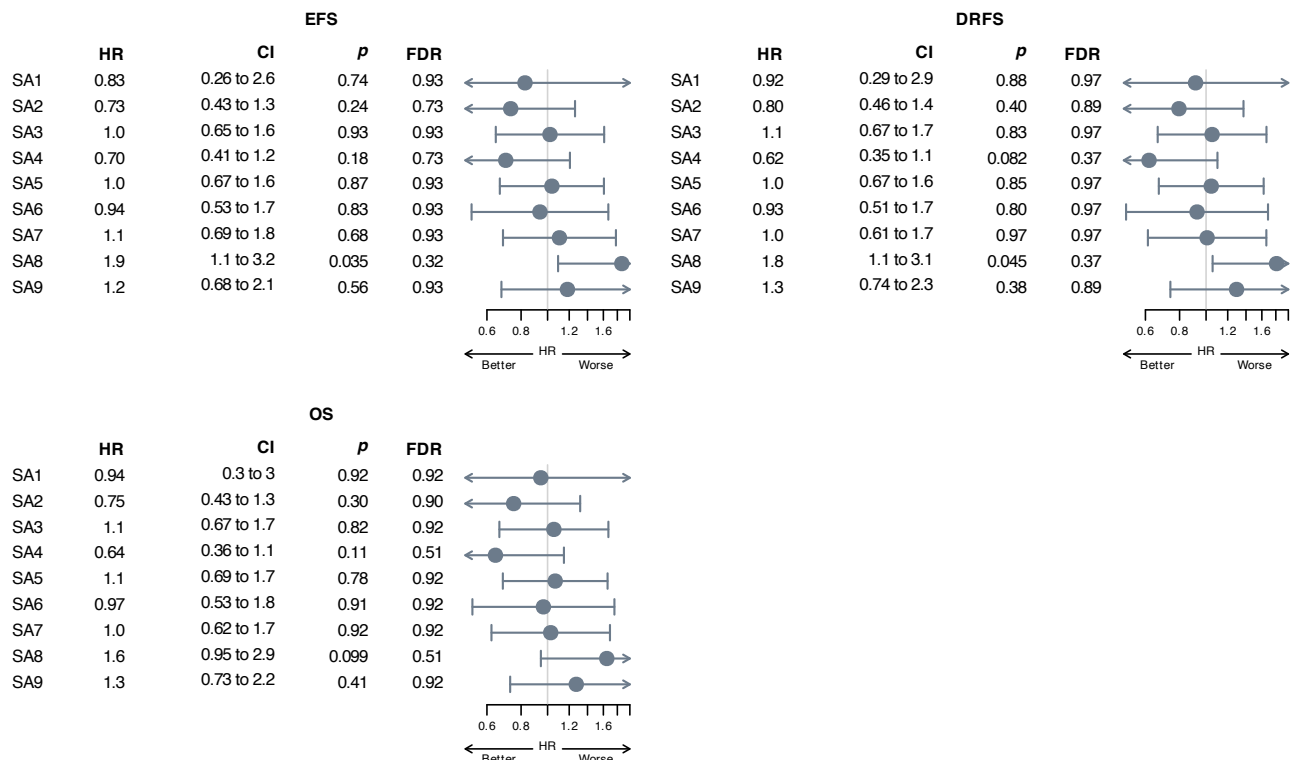 EFS
HR CI p FDR
SA1 0.83 0.26 to 2.6 0.74 0.93
SA2 0.73 0.43 to 1.3 0.24 0.73
SA3 1.0 0.65 to 1.6 0.93 0.93
SA4 0.70 0.41 to 1.2 0.18 0.73
SA5 1.0 0.67 to 1.6 0.87 0.93
SA6 0.94 0.53 to 1.7 0.83 0.93
SA7 1.1 0.69 to 1.8 0.68 0.93
SA8 1.9 1.1 to 3.2 0.035 0.32
SA9 1.2 0.68 to 2.1 0.56 0.93
0.6 0.8 1.2 1.6
HR
Better Worse
DRFS
HR CI p FDR
SA1 0.92 0.29 to 2.9 0.88 0.97
SA2 0.80 0.46 to 1.4 0.40 0.89
SA3 1.1 0.67 to 1.7 0.83 0.97
SA4 0.62 0.35 to 1.1 0.082 0.37
SA5 1.0 0.67 to 1.6 0.85 0.97
SA6 0.93 0.51 to 1.7 0.80 0.97
SA7 1.0 0.61 to 1.7 0.97 0.97
SA8 1.8 1.1 to 3.1 0.045 0.37
SA9 1.3 0.74 to 2.3 0.38 0.89
0.6 0.8 1.2 1.6
HR
Better Worse
OS
HR CI p FDR
SA1 0.94 0.3 to 3 0.92 0.92
SA2 0.75 0.43 to 1.3 0.30 0.90
SA3 1.1 0.67 to 1.7 0.82 0.92
SA4 0.64 0.36 to 1.1 0.11 0.51
SA5 1.1 0.69 to 1.7 0.78 0.92
SA6 0.97 0.53 to 1.8 0.91 0.92
SA7 1.0 0.62 to 1.7 0.92 0.92
SA8 1.6 0.95 to 2.9 0.099 0.51
SA9 1.3 0.73 to 2.2 0.41 0.92
0.6 0.8 1.2 1.6
HR
Better Worse